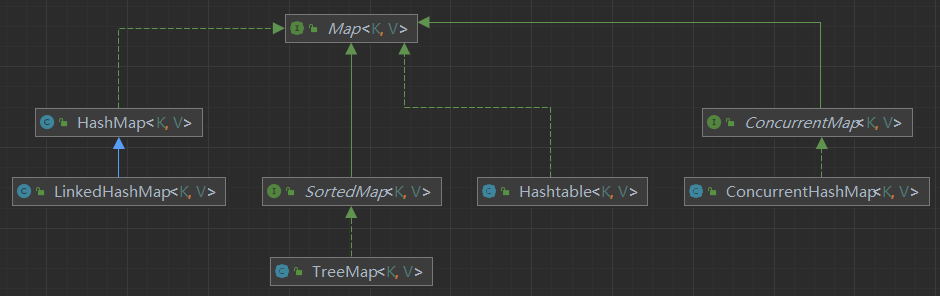 Map<K, V>
HashMap<K, V>
ConcurrentMap<K, V>
LinkedHashMap<K, V>
SortedMap<K, V>
Hashtable<K, V>
ConcurrentHashMap<K, V>
TreeMap<K, V>